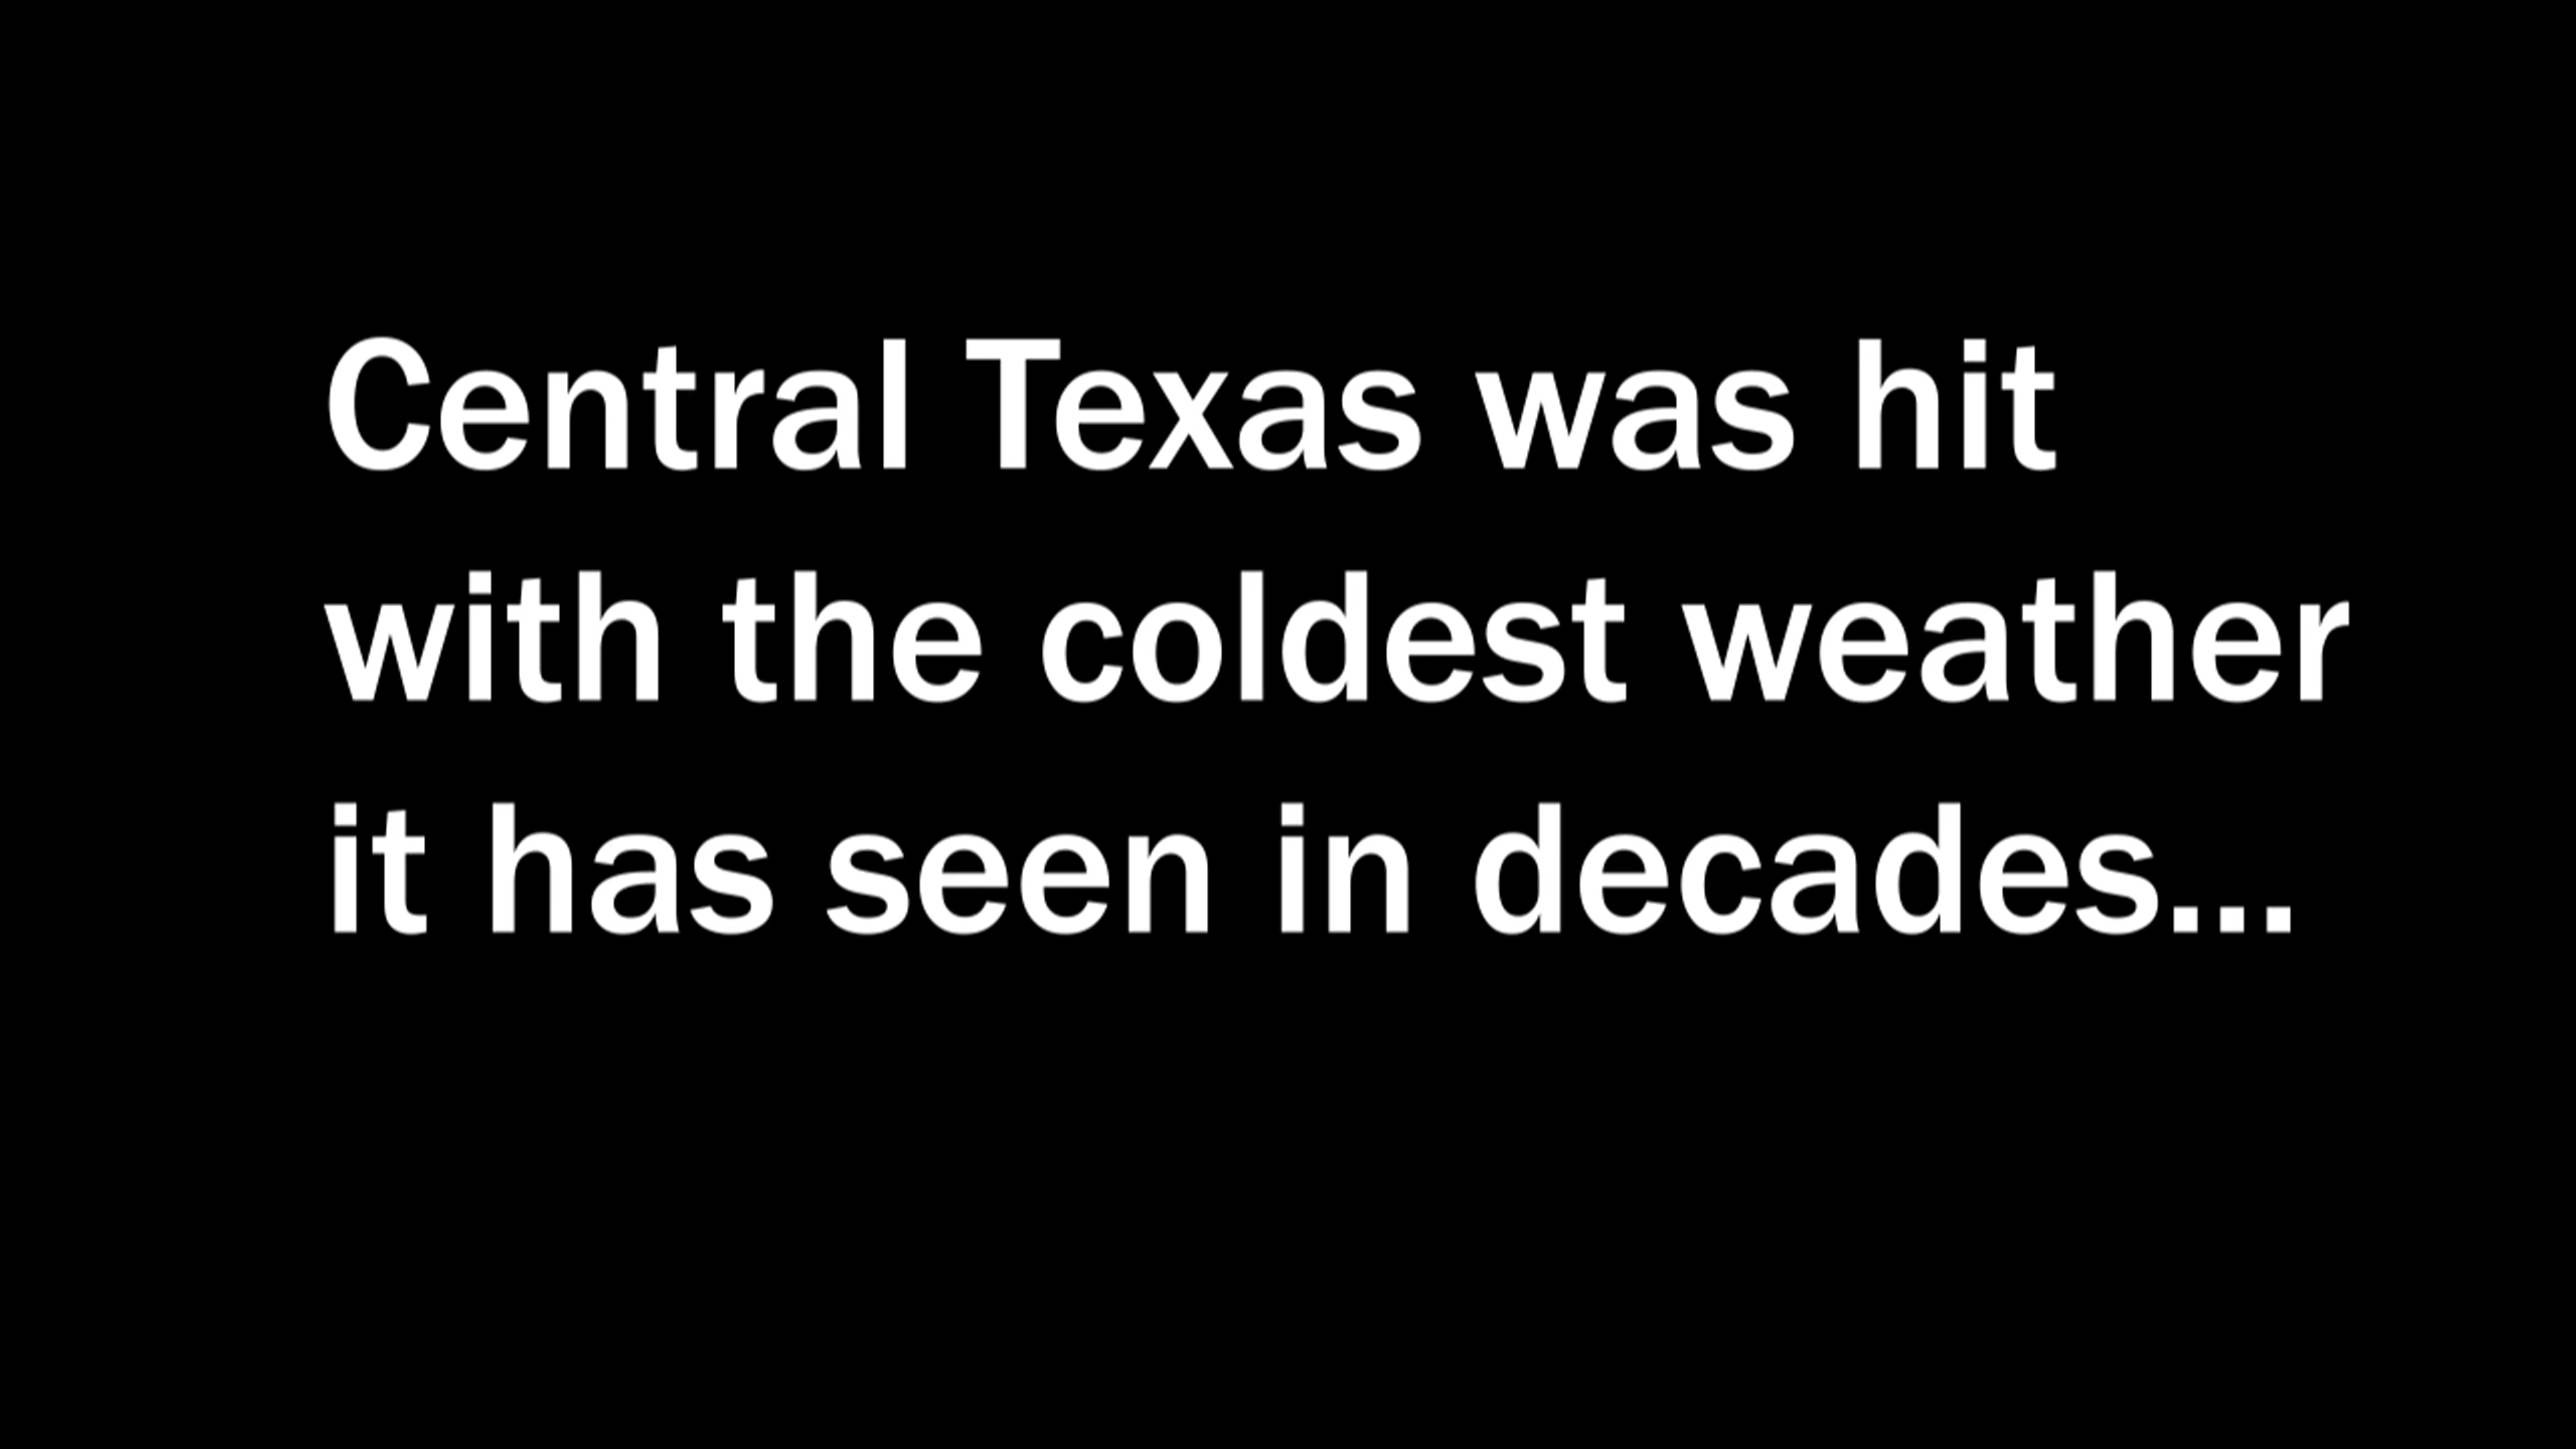 Central Texas was hit
with the coldest weather
it has seen in decades...